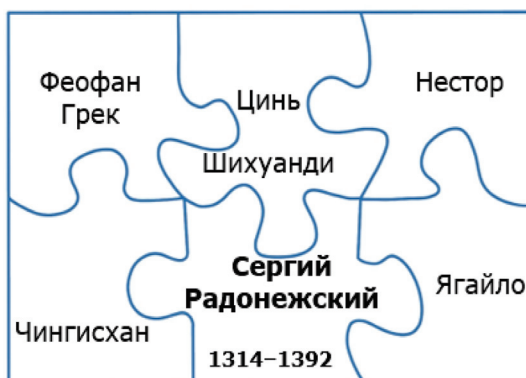 Феофан
Грек
Цинь
Шихуанди
Нестор
Чингисхан
Сергий
Радонежский
1314–1392
Ягайло